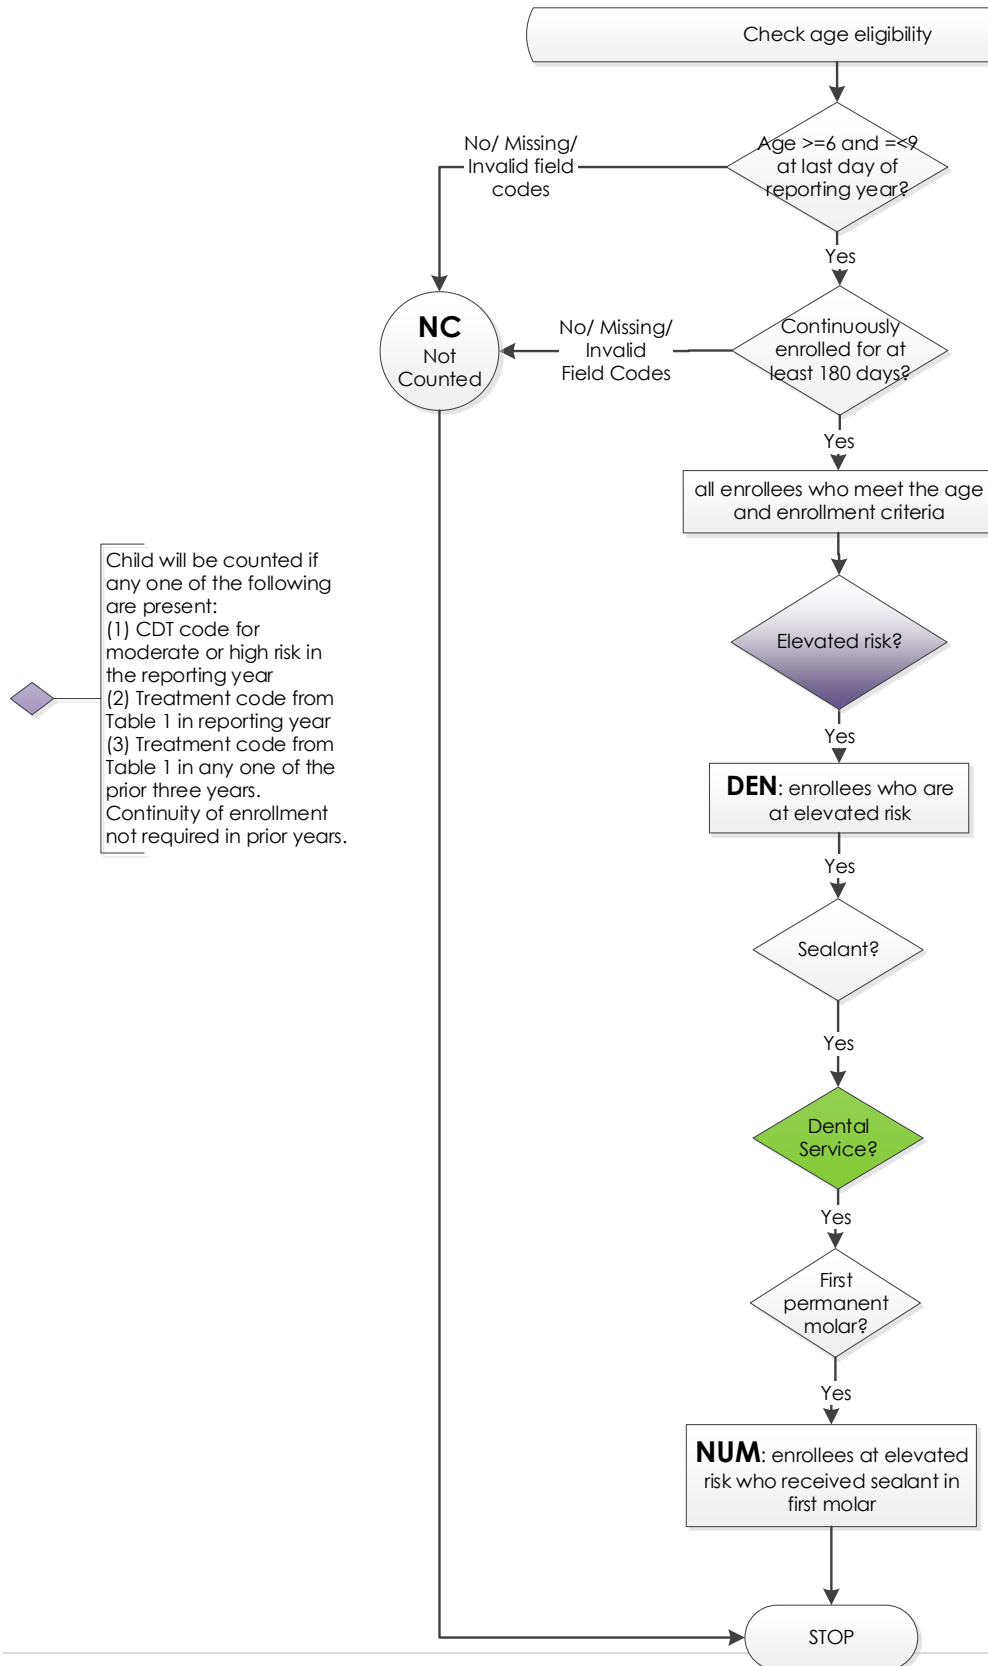 Check age eligibility
Age >=6 and =<9
at last day of
reporting year?
No/ Missing/
Invalid field
codes
Yes
Continuously
enrolled for at
least 180 days?
No/ Missing/
Invalid
Field Codes
NC
Not
Counted
Yes
all enrollees who meet the age
and enrollment criteria
Child will be counted if
any one of the following
are present:
(1) CDT code for
moderate or high risk in
the reporting year
(2) Treatment code from
Table 1 in reporting year
(3) Treatment code from
Table 1 in any one of the
prior three years.
Continuity of enrollment
not required in prior years.
Elevated risk?
Yes
DEN: enrollees who are
at elevated risk
Yes
Sealant?
Yes
Dental
Service?
Yes
First
permanent
molar?
Yes
NUM: enrollees at elevated
risk who received sealant in
first molar
STOP